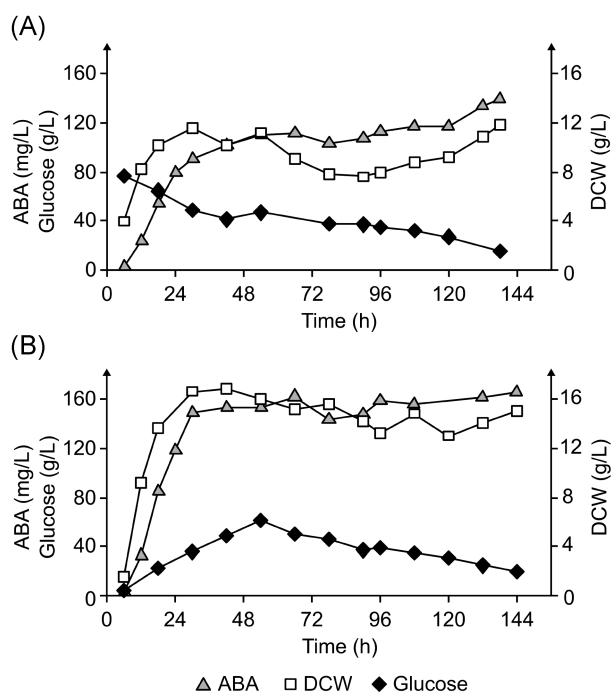 (A)
ABA (mg/L)
Glucose (g/L)
160
120
80
40
0
16
12
8
4
0
DCW (g/L)
0 24 48 72 96 120 144
Time (h)
(B)
ABA (mg/L)
Glucose (g/L)
160
120
80
40
0
16
12
8
4
0
DCW (g/L)
0 24 48 72 96 120 144
Time (h)
ABA DCW Glucose